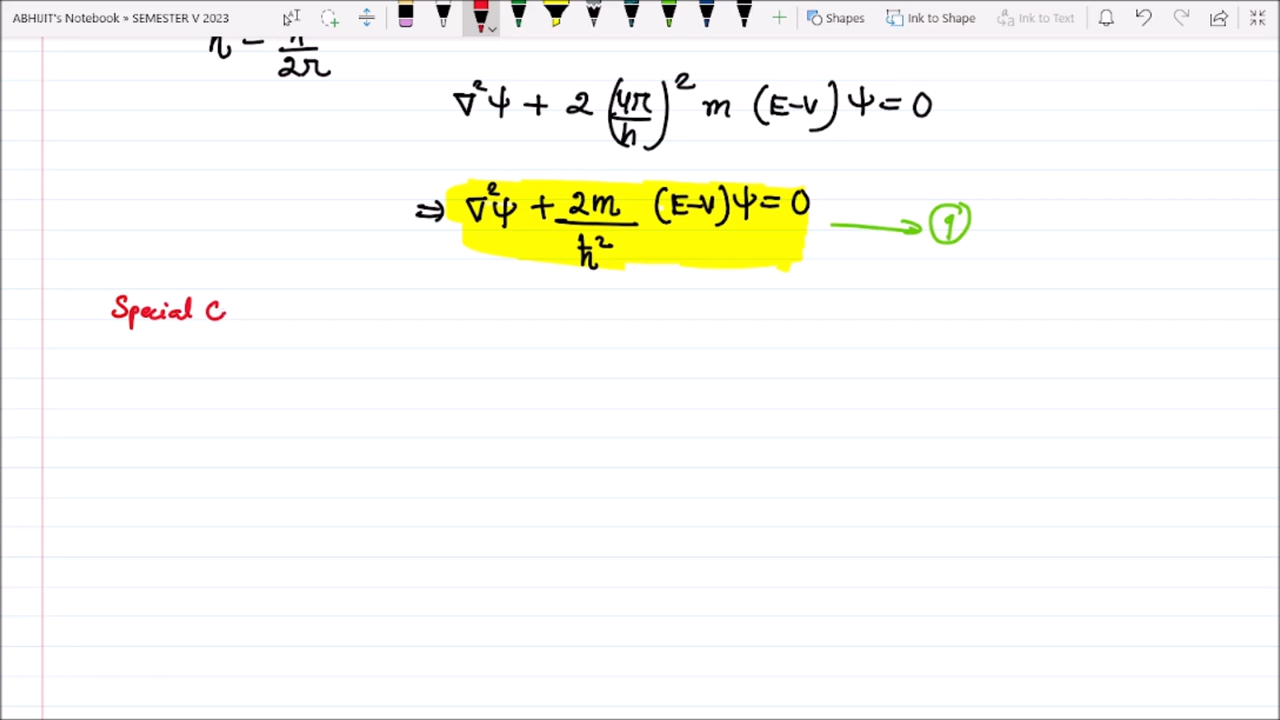 ABHIJIT's Notebook » SEMESTER V 2023 Shapes Ink to Shape Ink to Text
ħ = h/2π
∇²ψ + 2 (4π/h)² m (E-V) ψ = 0
⇒ ∇²ψ + 2m/ħ² (E-V) ψ = 0 → 9
Special C